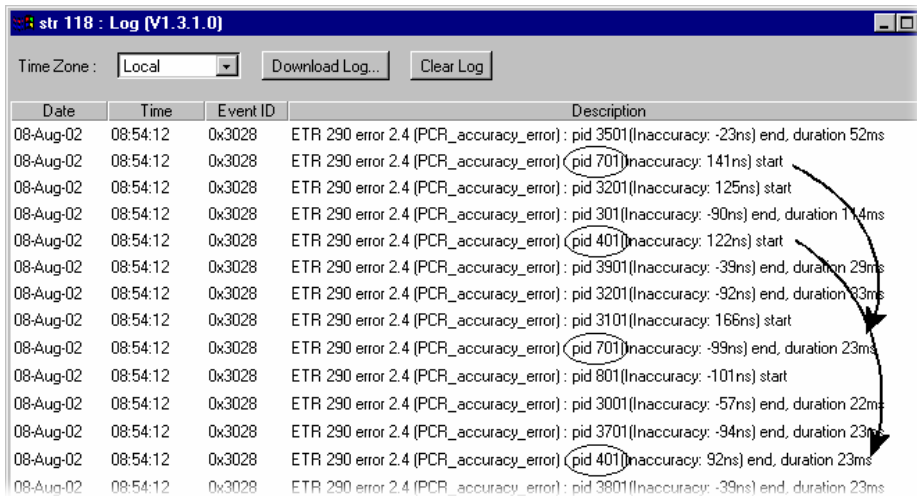 str 118 : Log (V1.3.1.0)
Time Zone : Local Download Log... Clear Log
Date Time Event ID Description
08-Aug-02 08:54:12 0x3028 ETR 290 error 2.4 (PCR_accuracy_error) : pid 3501(Inaccuracy: -23ns) end, duration 52ms
08-Aug-02 08:54:12 0x3028 ETR 290 error 2.4 (PCR_accuracy_error) : pid 701(Inaccuracy: 141ns) start
08-Aug-02 08:54:12 0x3028 ETR 290 error 2.4 (PCR_accuracy_error) : pid 3201(Inaccuracy: 125ns) start
08-Aug-02 08:54:12 0x3028 ETR 290 error 2.4 (PCR_accuracy_error) : pid 301(Inaccuracy: -90ns) end, duration 114ms
08-Aug-02 08:54:12 0x3028 ETR 290 error 2.4 (PCR_accuracy_error) : pid 401(Inaccuracy: 122ns) start
08-Aug-02 08:54:12 0x3028 ETR 290 error 2.4 (PCR_accuracy_error) : pid 3901(Inaccuracy: -39ns) end, duration 29ms
08-Aug-02 08:54:12 0x3028 ETR 290 error 2.4 (PCR_accuracy_error) : pid 3201(Inaccuracy: -92ns) end, duration 33ms
08-Aug-02 08:54:12 0x3028 ETR 290 error 2.4 (PCR_accuracy_error) : pid 3101(Inaccuracy: 166ns) start
08-Aug-02 08:54:12 0x3028 ETR 290 error 2.4 (PCR_accuracy_error) : pid 701(Inaccuracy: -99ns) end, duration 23ms
08-Aug-02 08:54:12 0x3028 ETR 290 error 2.4 (PCR_accuracy_error) : pid 801(Inaccuracy: -101ns) start
08-Aug-02 08:54:12 0x3028 ETR 290 error 2.4 (PCR_accuracy_error) : pid 3001(Inaccuracy: -57ns) end, duration 22ms
08-Aug-02 08:54:12 0x3028 ETR 290 error 2.4 (PCR_accuracy_error) : pid 3701(Inaccuracy: -94ns) end, duration 23ms
08-Aug-02 08:54:12 0x3028 ETR 290 error 2.4 (PCR_accuracy_error) : pid 401(Inaccuracy: 92ns) end, duration 23ms
08-Aug-02 08:54:12 0x3028 ETR 290 error 2.4 (PCR_accuracy_error) : pid 3801(Inaccuracy: -39ns) end, duration 23ms